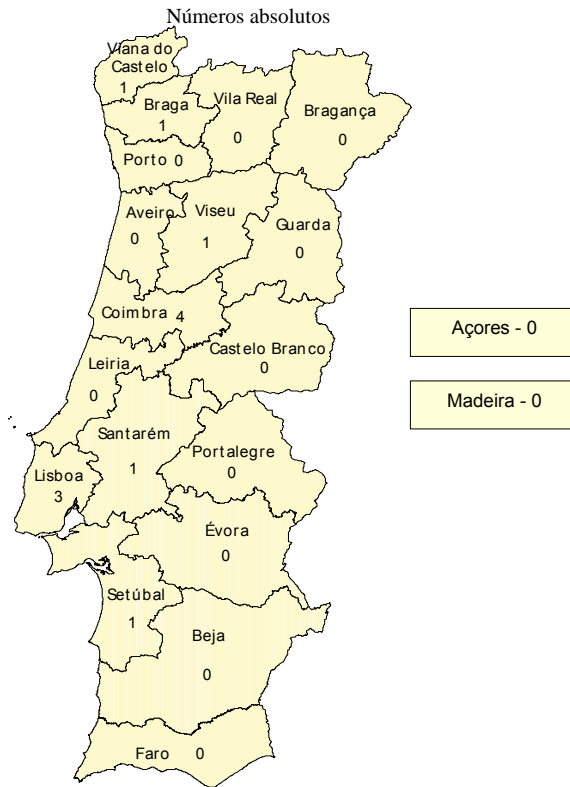 Números absolutos
Viana do
Castelo
1
Braga
1
Vila Real
0
Bragança
0
Porto 0
Aveiro
0
Viseu
1
Guarda
0
Coimbra 4
Leiria
0
Castelo Branco
0
Açores - 0
Madeira - 0
Santarém
1
Portalegre
0
Lisboa
3
Évora
0
Setúbal
1
Beja
0
Faro 0